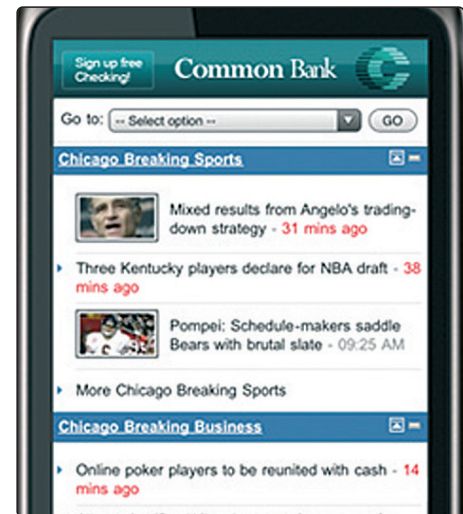 Sign up free
Checking!
Common Bank
Go to:
-- Select option --
GO
Chicago Breaking Sports
Mixed results from Angelo's trading-
down strategy - 31 mins ago
Three Kentucky players declare for NBA draft - 38
mins ago
Pompei: Schedule-makers saddle
Bears with brutal slate - 09:25 AM
More Chicago Breaking Sports
Chicago Breaking Business
Online poker players to be reunited with cash - 14
mins ago